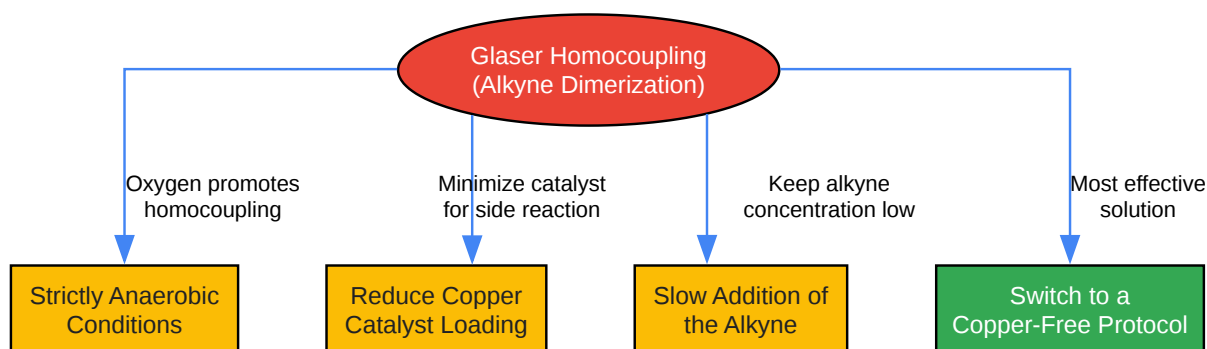 Glaser Homocoupling
(Alkyne Dimerization)
Oxygen promotes
homocoupling
Minimize catalyst
for side reaction
Keep alkyne
concentration low
Most effective
solution
Strictly Anaerobic
Conditions
Reduce Copper
Catalyst Loading
Slow Addition of
the Alkyne
Switch to a
Copper-Free Protocol